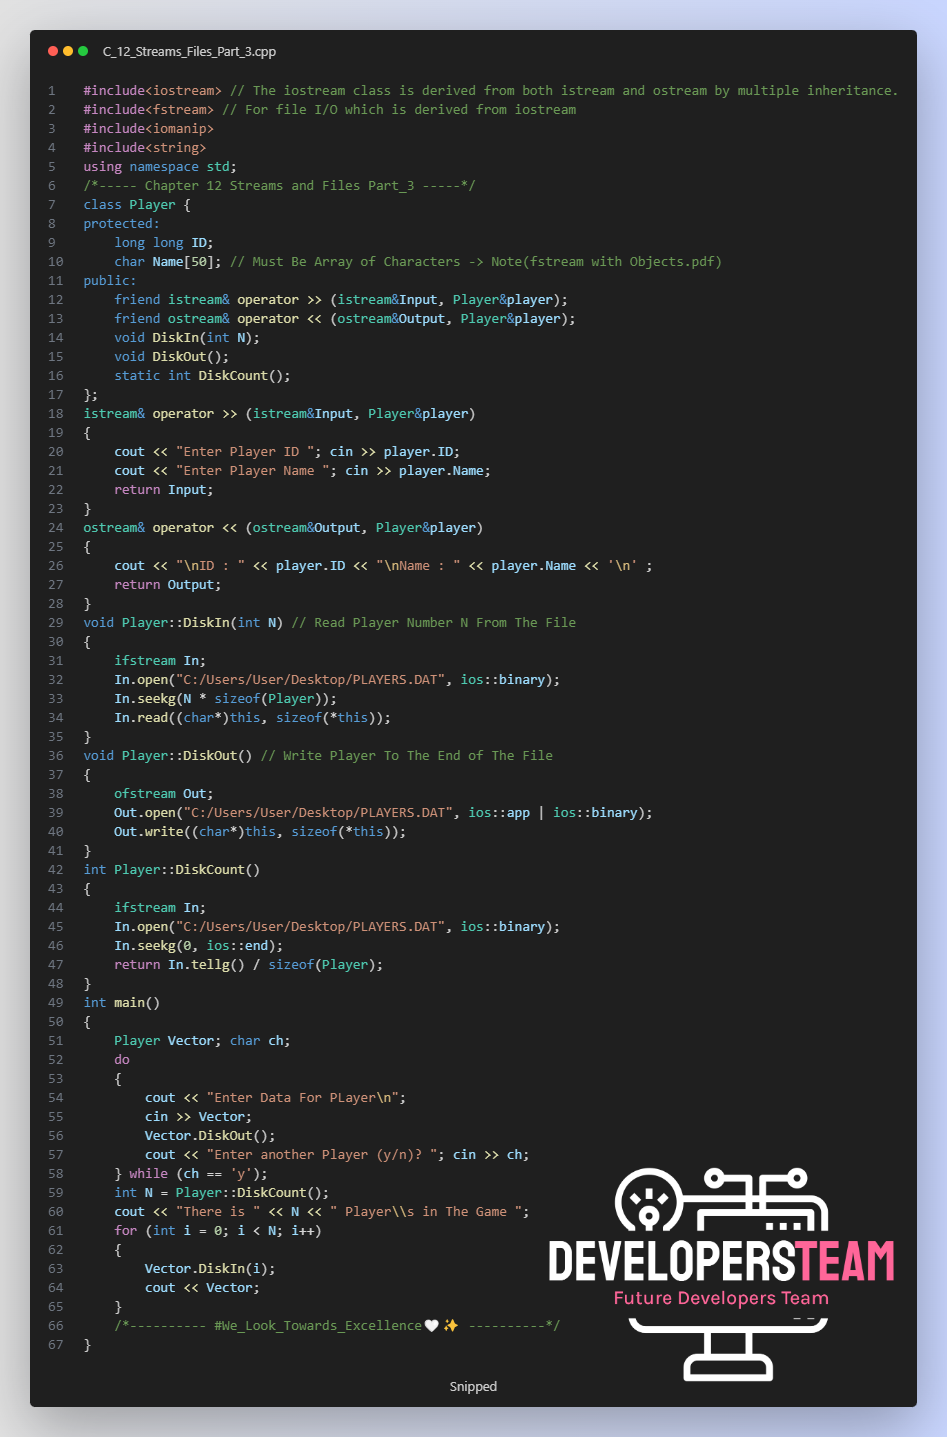 C_12_Streams_Files_Part_3.cpp
1 #include<iostream> // The iostream class is derived from both istream and ostream by multiple inheritance.
2 #include<fstream> // For file I/O which is derived from iostream
3 #include<iomanip>
4 #include<string>
5 using namespace std;
6 /*----- Chapter 12 Streams and Files Part_3 -----*/
7 class Player {
8 protected:
9     long long ID;
10     char Name[50]; // Must Be Array of Characters -> Note(fstream with Objects.pdf)
11 public:
12     friend istream& operator >> (istream&Input, Player&player);
13     friend ostream& operator << (ostream&Output, Player&player);
14     void DiskIn(int N);
15     void DiskOut();
16     static int DiskCount();
17 };
18 istream& operator >> (istream&Input, Player&player)
19 {
20     cout << "Enter Player ID "; cin >> player.ID;
21     cout << "Enter Player Name "; cin >> player.Name;
22     return Input;
23 }
24 ostream& operator << (ostream&Output, Player&player)
25 {
26     cout << "\nID : " << player.ID << "\nName : " << player.Name << '\n' ;
27     return Output;
28 }
29 void Player::DiskIn(int N) // Read Player Number N From The File
30 {
31     ifstream In;
32     In.open("C:/Users/User/Desktop/PLAYERS.DAT", ios::binary);
33     In.seekg(N * sizeof(Player));
34     In.read((char*)this, sizeof(*this));
35 }
36 void Player::DiskOut() // Write Player To The End of The File
37 {
38     ofstream Out;
39     Out.open("C:/Users/User/Desktop/PLAYERS.DAT", ios::app | ios::binary);
40     Out.write((char*)this, sizeof(*this));
41 }
42 int Player::DiskCount()
43 {
44     ifstream In;
45     In.open("C:/Users/User/Desktop/PLAYERS.DAT", ios::binary);
46     In.seekg(0, ios::end);
47     return In.tellg() / sizeof(Player);
48 }
49 int main()
50 {
51     Player Vector; char ch;
52     do
53     {
54         cout << "Enter Data For PLayer\n";
55         cin >> Vector;
56         Vector.DiskOut();
57         cout << "Enter another Player (y/n)? "; cin >> ch;
58     } while (ch == 'y');
59     int N = Player::DiskCount();
60     cout << "There is " << N << " Player\\s in The Game ";
61     for (int i = 0; i < N; i++)
62     {
63         Vector.DiskIn(i);
64         cout << Vector;
65     }
66     /*---------- #We_Look_Towards_Excellence🤍✨ ----------*/
67 }
DEVELOPERSTEAM
Future Developers Team
Snipped